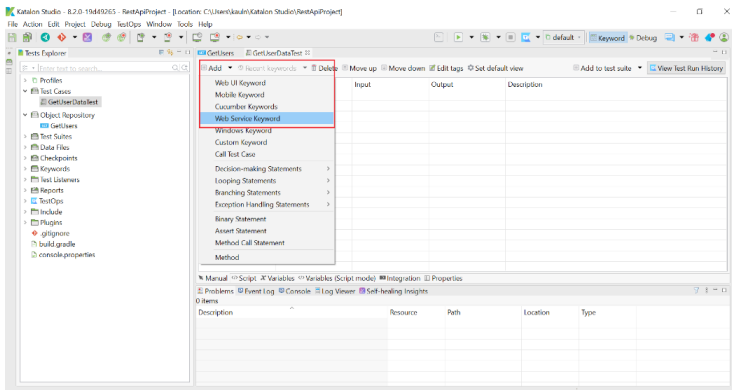 Katalon Studio - 8.2.0-19d49265 - RestApiProject - [Location: C:\Users\kauln\Katalon Studio\RestApiProject]
File Action Edit Project Debug TestOps Window Tools Help
default Keyword Debug
Tests Explorer
Enter text to search...
Profiles
Test Cases
GetUserDataTest
Object Repository
GetUsers
Test Suites
Data Files
Checkpoints
Keywords
Test Listeners
Reports
TestOps
Include
Plugins
.gitignore
build.gradle
console.properties
GetUsers GetUserDataTest
Add Recent keywords Delete Move up Move down Edit tags Set default view Add to test suite View Test Run History
Input Output Description
Web UI Keyword
Mobile Keyword
Cucumber Keywords
Web Service Keyword
Windows Keyword
Custom Keyword
Call Test Case
Decision-making Statements
Looping Statements
Branching Statements
Exception Handling Statements
Binary Statement
Assert Statement
Method Call Statement
Method
Manual Script Variables Variables (Script mode) Integration Properties
Problems Event Log Console Log Viewer Self-healing Insights
0 items
Description Resource Path Location Type